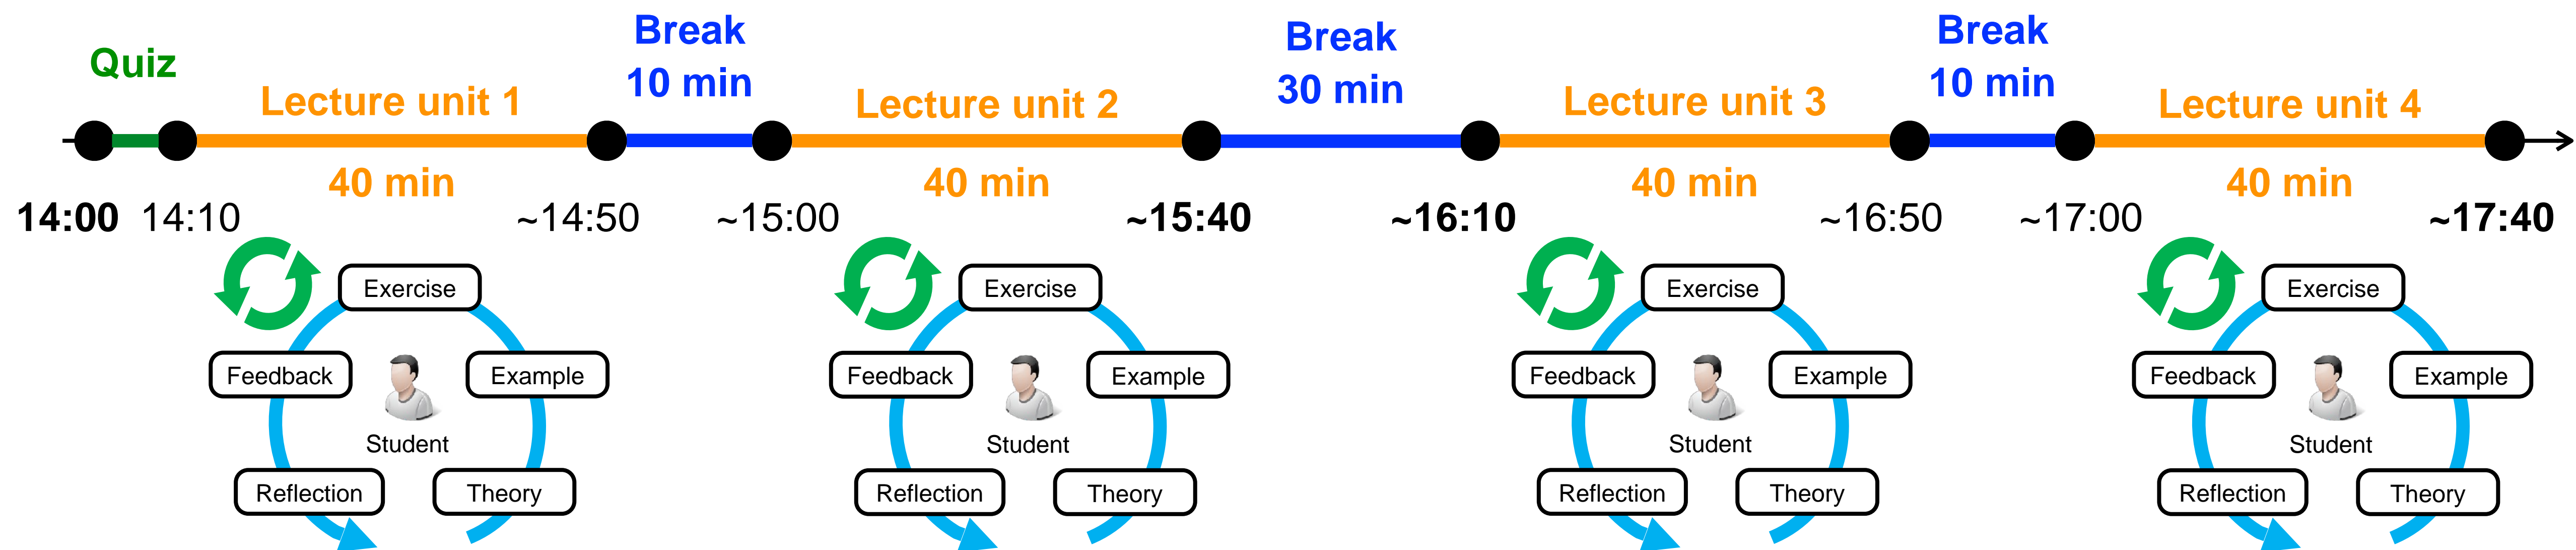 Quiz
Lecture unit 1
40 min
Break
10 min
Lecture unit 2
40 min
Break
30 min
Lecture unit 3
40 min
Break
10 min
Lecture unit 4
40 min
14:00 14:10 ~14:50 ~15:00 ~15:40 ~16:10 ~16:50 ~17:00 ~17:40
Exercise
Feedback
Example
Student
Reflection
Theory
Exercise
Feedback
Example
Student
Reflection
Theory
Exercise
Feedback
Example
Student
Reflection
Theory
Exercise
Feedback
Example
Student
Reflection
Theory